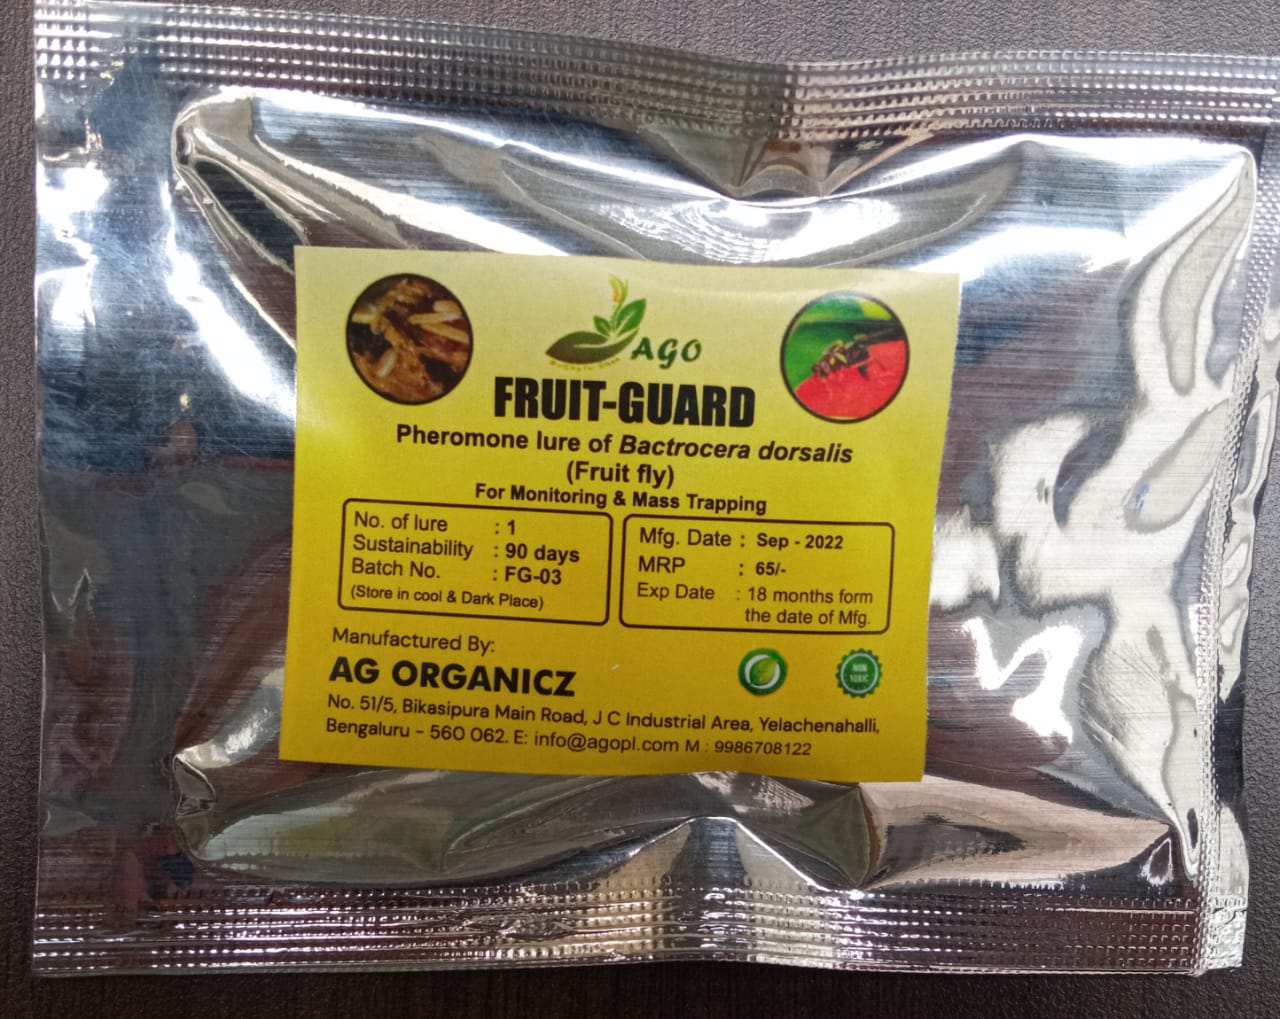 AGO
FRUIT-GUARD
Pheromone lure of Bactrocera dorsalis
(Fruit fly)
For Monitoring & Mass Trapping
No. of lure : 1
Sustainability : 90 days
Batch No. : FG-03
(Store in cool & Dark Place)
Mfg. Date : Sep - 2022
MRP : 65/-
Exp Date : 18 months form
the date of Mfg.
Manufactured By:
AG ORGANICZ
NON
TOXIC
No. 51/5, Bikasipura Main Road, J C Industrial Area, Yelachenahalli,
Bengaluru - 560 062. E: info@agopl.com M : 9986708122